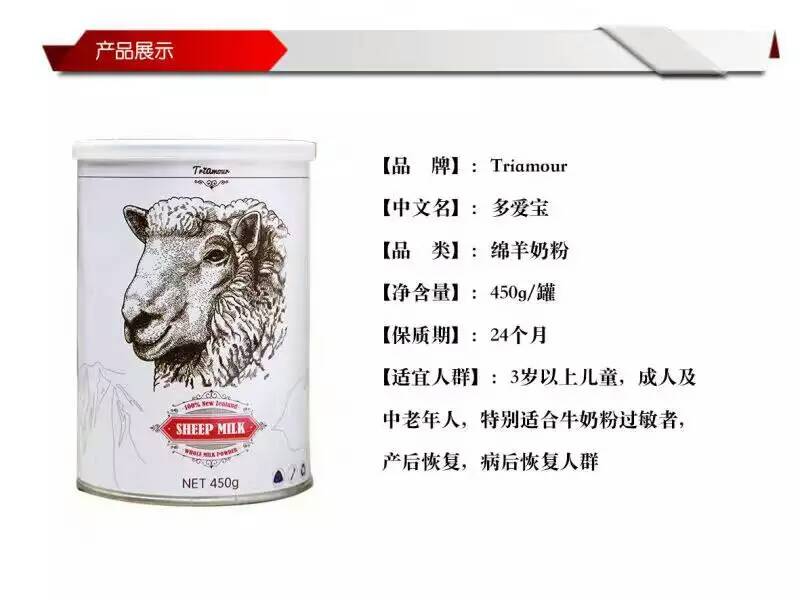 产品展示
Triamour
100% New Zealand
SHEEP MILK
WHOLE MILK POWDER
NET 450g
【品 牌】: Triamour
【中文名】: 多爱宝
【品 类】: 绵羊奶粉
【净含量】: 450g/罐
【保质期】: 24个月
【适宜人群】: 3岁以上儿童, 成人及
中老年人, 特别适合牛奶粉过敏者,
产后恢复, 病后恢复人群